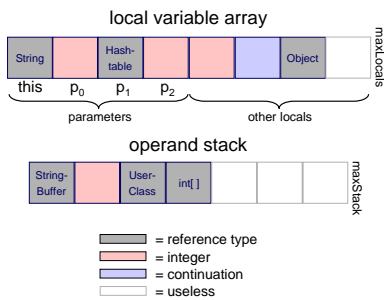 local variable array
String
Hash-
table
Object
maxLocals
this p0 p1 p2
parameters
other locals
operand stack
String-
Buffer
User-
Class
int[ ]
maxStack
= reference type
= integer
= continuation
= useless